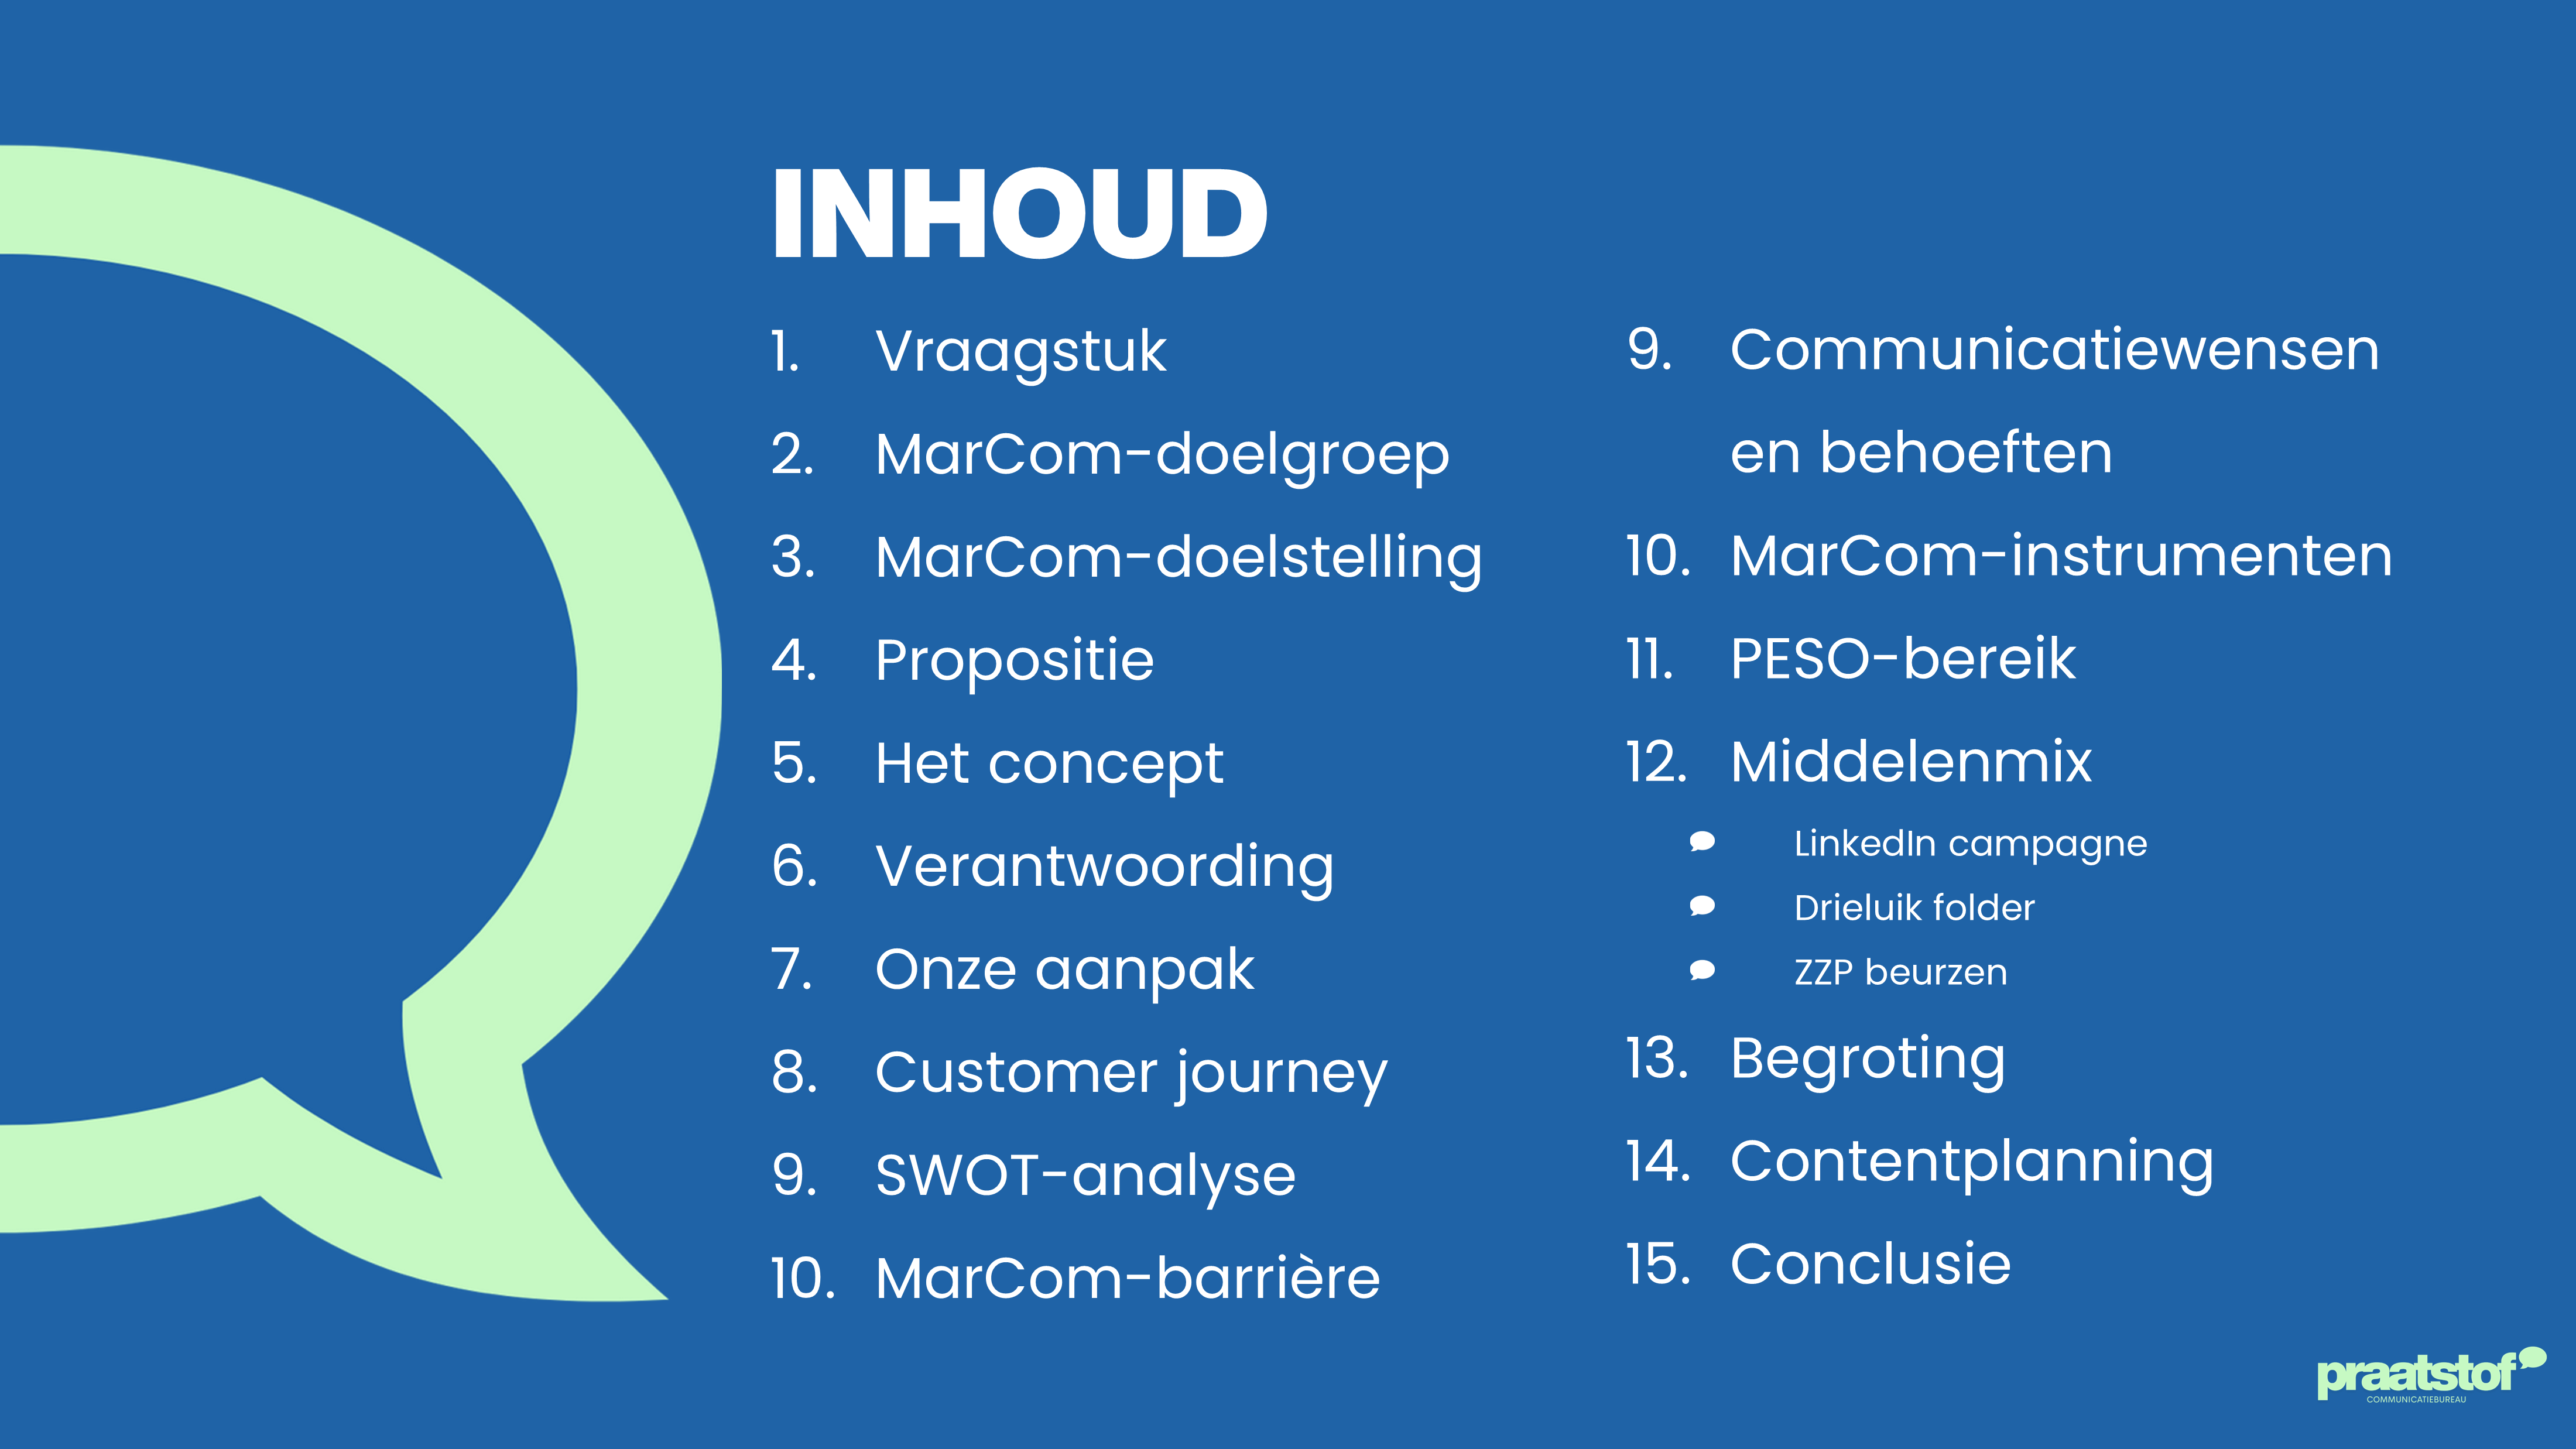 INHOUD
1. Vraagstuk
2. MarCom-doelgroep
3. MarCom-doelstelling
4. Propositie
5. Het concept
6. Verantwoording
7. Onze aanpak
8. Customer journey
9. SWOT-analyse
10. MarCom-barrière
9. Communicatiewensen
en behoeften
10. MarCom-instrumenten
11. PESO-bereik
12. Middelenmix
LinkedIn campagne
Drieluik folder
ZZP beurzen
13. Begroting
14. Contentplanning
15. Conclusie
praatstof
COMMUNICATIEBUREAU